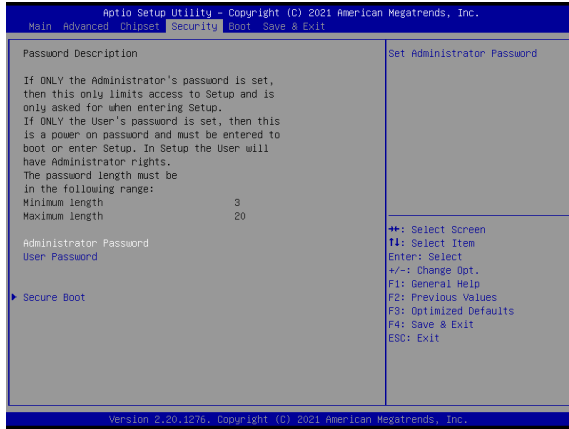 Aptio Setup Utility – Copyright (C) 2021 American Megatrends, Inc.
Main Advanced Chipset Security Boot Save & Exit
Password Description
If ONLY the Administrator's password is set,
then this only limits access to Setup and is
only asked for when entering Setup.
If ONLY the User's password is set, then this
is a power on password and must be entered to
boot or enter Setup. In Setup the User will
have Administrator rights.
The password length must be
in the following range:
Minimum length 3
Maximum length 20
Administrator Password
User Password
▶ Secure Boot
Set Administrator Password
→←: Select Screen
↑↓: Select Item
Enter: Select
+/-: Change Opt.
F1: General Help
F2: Previous Values
F3: Optimized Defaults
F4: Save & Exit
ESC: Exit
Version 2.20.1276. Copyright (C) 2021 American Megatrends, Inc.